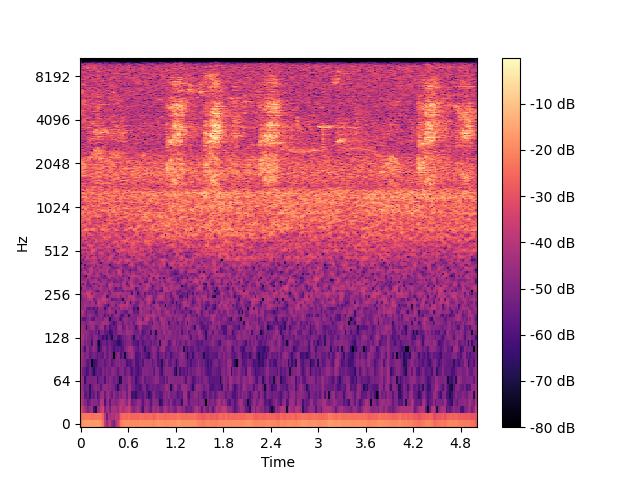 8192
4096
2048
1024
512
256
128
64
0
Hz
0 0.6 1.2 1.8 2.4 3 3.6 4.2 4.8
Time
-10 dB
-20 dB
-30 dB
-40 dB
-50 dB
-60 dB
-70 dB
-80 dB